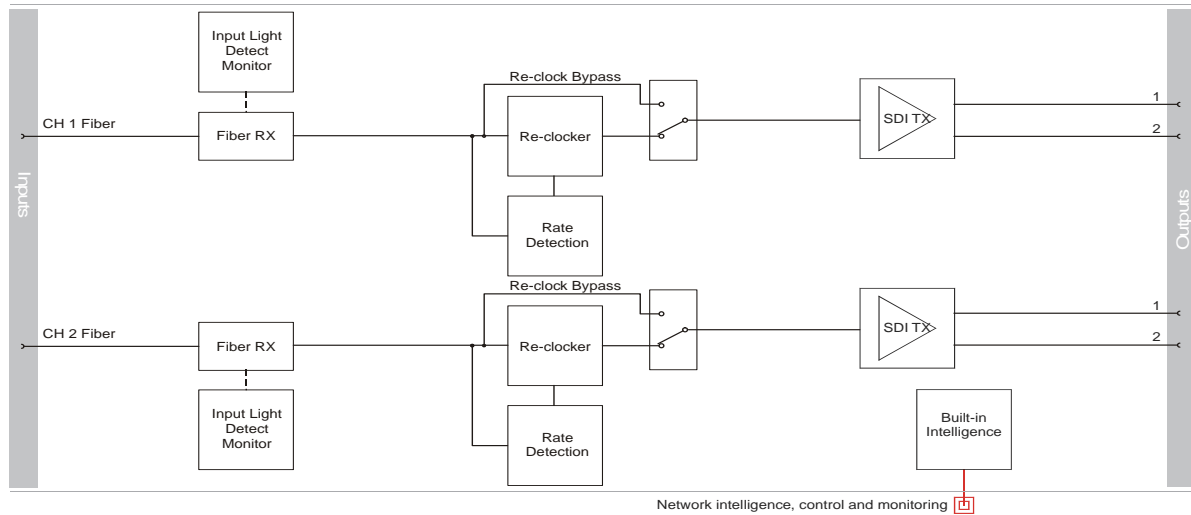 Input Light
Detect
Monitor
Re-clock Bypass
CH 1 Fiber
Fiber RX
Re-clocker
SDI TX
1
2
Inputs
Outputs
Rate
Detection
Re-clock Bypass
CH 2 Fiber
Fiber RX
Re-clocker
SDI TX
1
2
Input Light
Detect
Monitor
Rate
Detection
Built-in
Intelligence
Network intelligence, control and monitoring